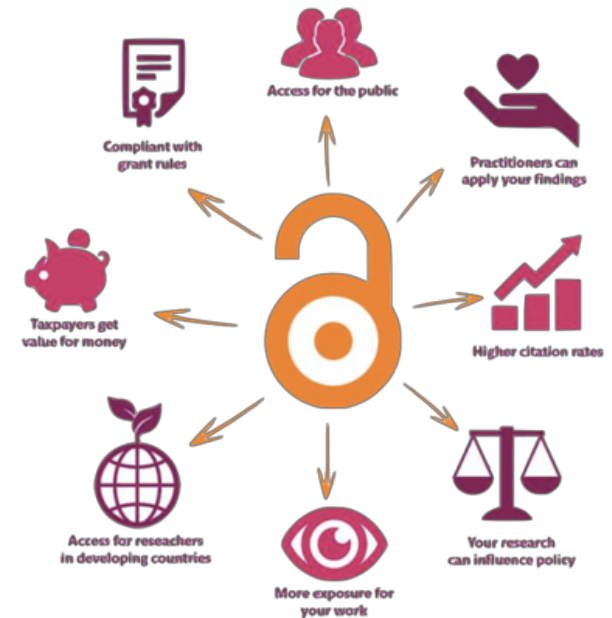 Access for the public
Compliant with
grant rules
Practitioners can
apply your findings
Taxpayers get
value for money
Higher citation rates
Access for reseachers
in developing countries
Your research
can influence policy
More exposure for
your work